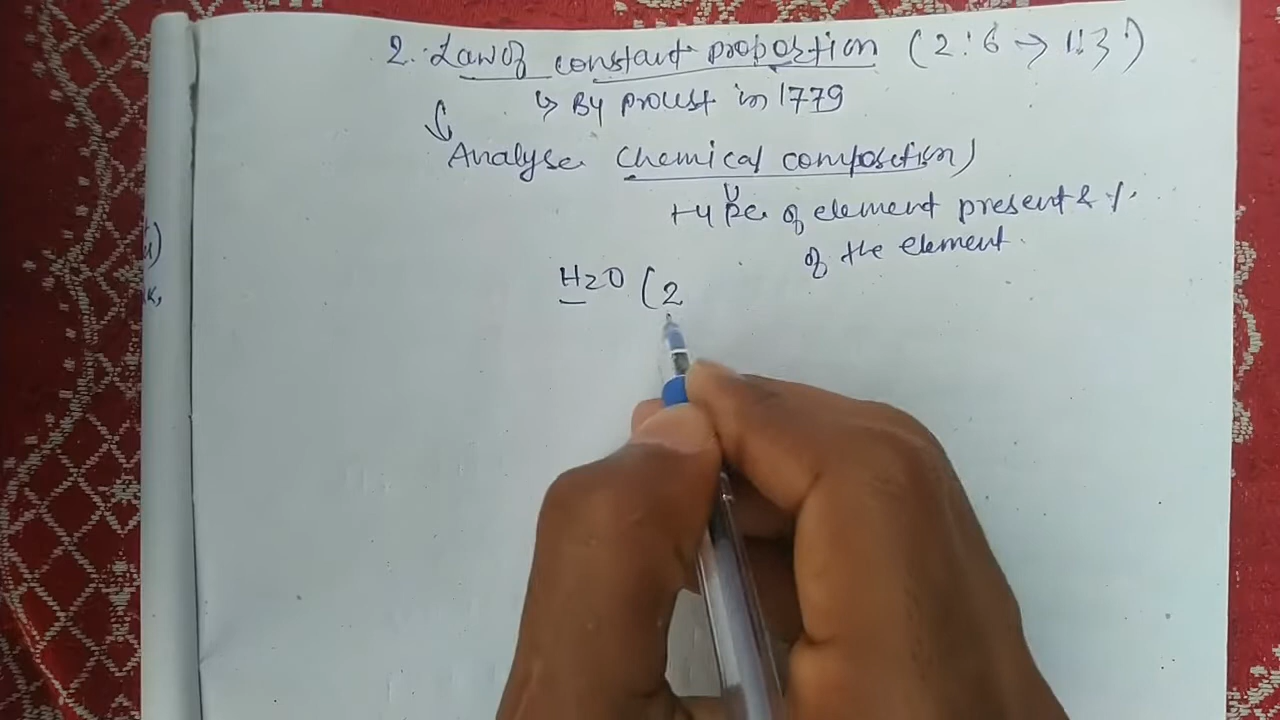 2. Law of constant proportion (2:6 → 1:3)
↳ By proust in 1779
Analyse chemical composition)
type of element present & %
of the element.
H2O (2